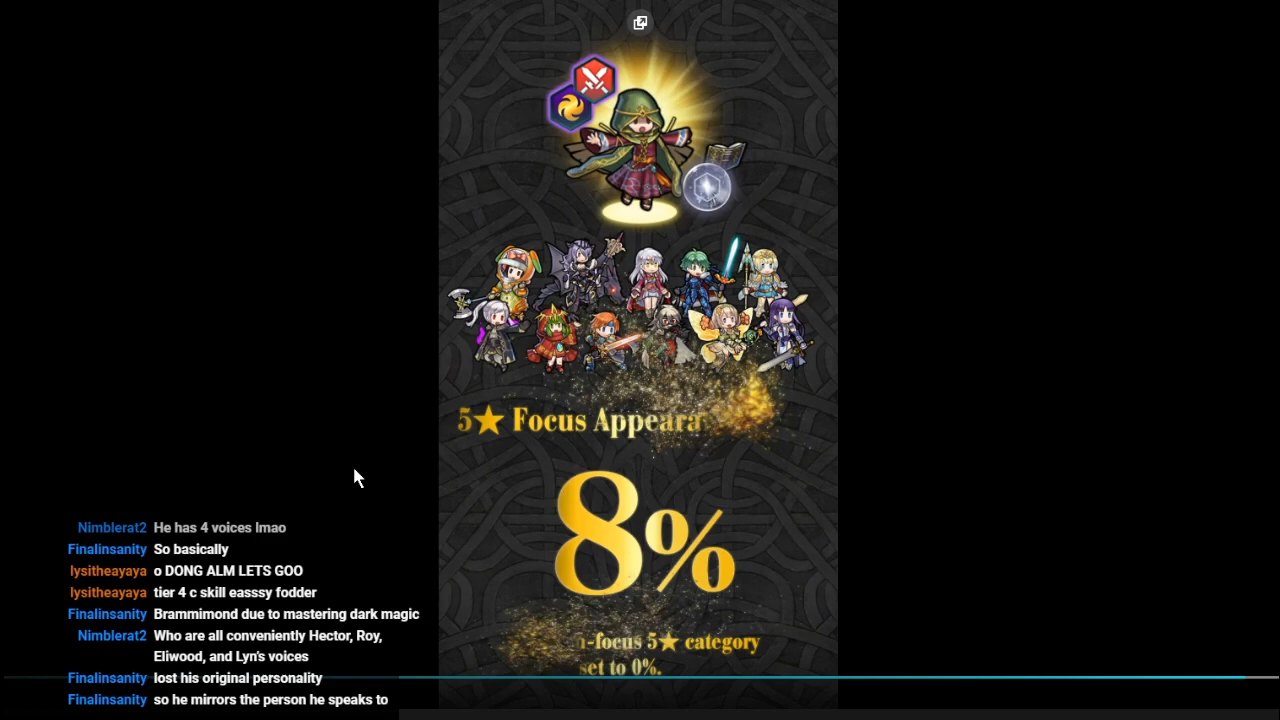 5★ Focus Appeara
8%
-focus 5★ category
set to 0%.
Nimblerat2 He has 4 voices lmao
Finalinsanity So basically
lysitheayaya o DONG ALM LETS GOO
lysitheayaya tier 4 c skill easssy fodder
Finalinsanity Brammimond due to mastering dark magic
Nimblerat2 Who are all conveniently Hector, Roy,
Eliwood, and Lyn's voices
Finalinsanity lost his original personality
Finalinsanity so he mirrors the person he speaks to